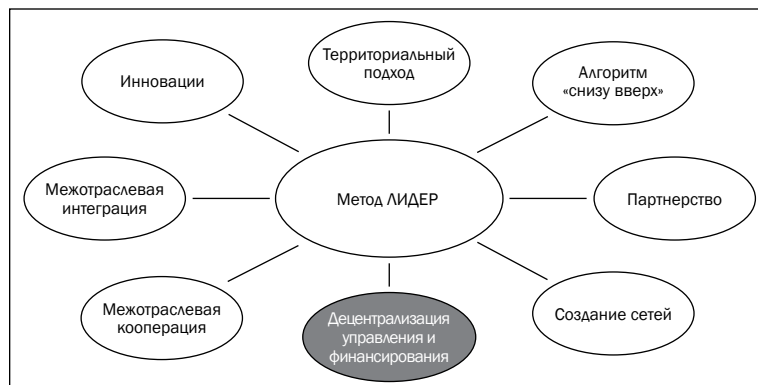 Территориальный
подход
Инновации
Алгоритм
«снизу вверх»
Межотраслевая
интеграция
Метод ЛИДЕР
Партнерство
Межотраслевая
кооперация
Децентрализация
управления и
финансирования
Создание сетей